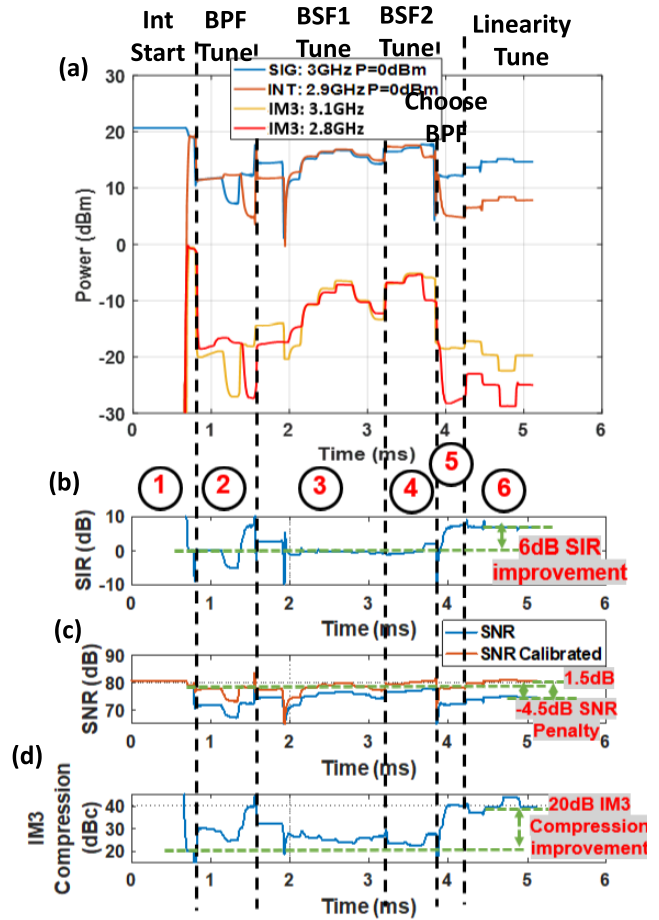 Int
Start
BPF
Tune
BSF1
Tune
BSF2
Tune
Linearity
Tune
(a)
SIG: 3GHz P=0dBm
INT: 2.9GHz P=0dBm
IM3: 3.1GHz
IM3: 2.8GHz
Choose
BPF
Power (dBm)
30
20
10
0
-10
-20
-30
0 1 2 3 4 5 6
Time (ms)
1 2 3 4 5 6
(b)
SIR (dB)
10
0
-10
6dB SIR
improvement
0 1 2 3 4 5 6
Time (ms)
(c)
SNR (dB)
90
80
70
SNR
SNR Calibrated
1.5dB
-4.5dB SNR
Penalty
0 1 2 3 4 5 6
Time (ms)
(d)
IM3
Compression
(dBc)
40
30
20
20dB IM3
Compression
improvement
0 1 2 3 4 5 6
Time (ms)